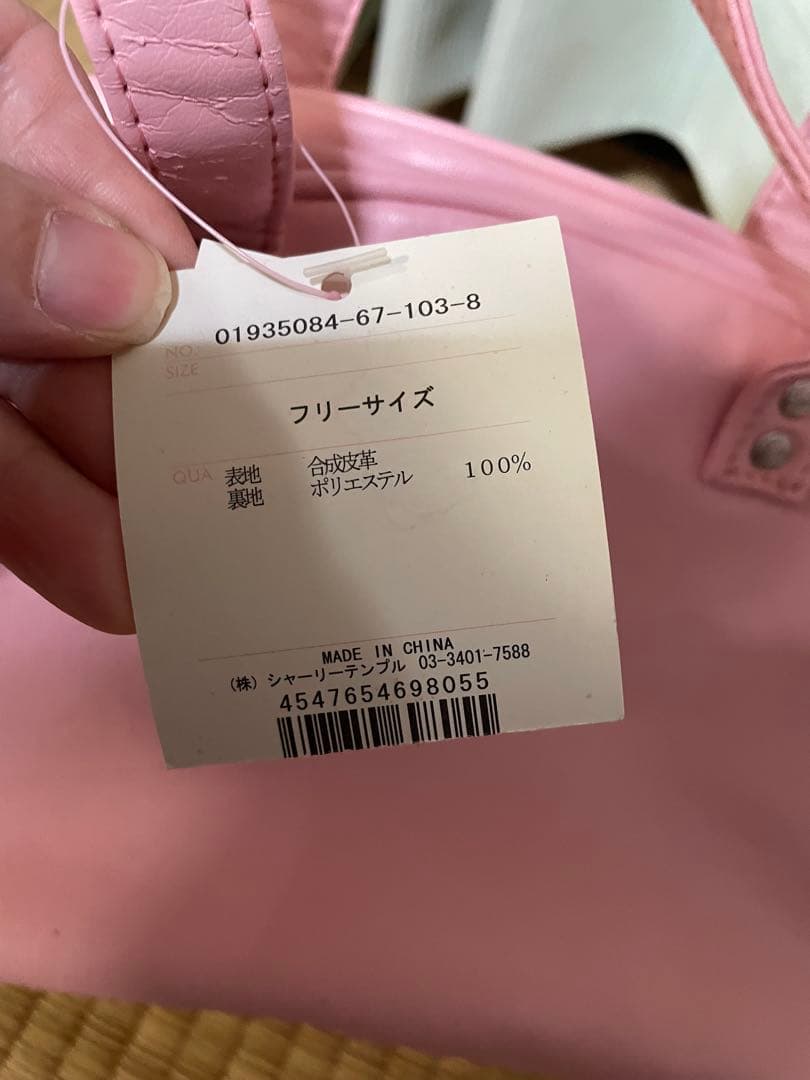 01935084-67-103-8
NO.
SIZE
フリーサイズ
QUA 表地 合成皮革
裏地 ポリエステル 100%
MADE IN CHINA
(株) シャーリーテンプル 03-3401-7588
4547654698055